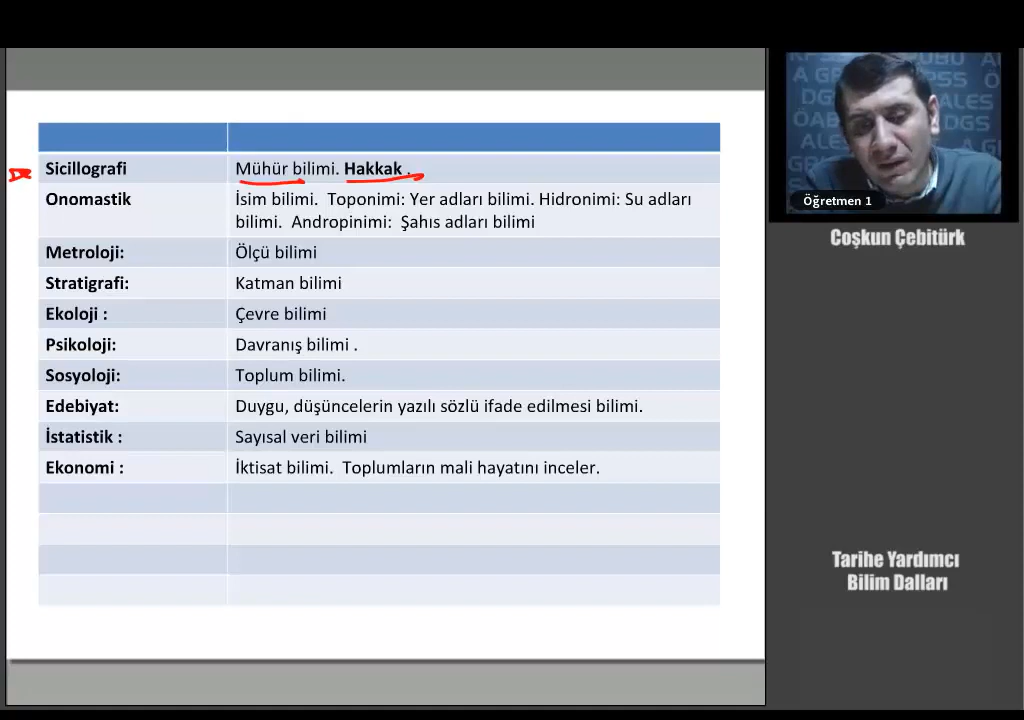 Sicillografi Mühür bilimi. Hakkak .
Onomastik İsim bilimi. Toponimi: Yer adları bilimi. Hidronimi: Su adları
bilimi. Andropinimi: Şahıs adları bilimi
Metroloji: Ölçü bilimi
Stratigrafi: Katman bilimi
Ekoloji : Çevre bilimi
Psikoloji: Davranış bilimi .
Sosyoloji: Toplum bilimi.
Edebiyat: Duygu, düşüncelerin yazılı sözlü ifade edilmesi bilimi.
İstatistik : Sayısal veri bilimi
Ekonomi : İktisat bilimi. Toplumların mali hayatını inceler.
ALES
DGS
Öğretmen 1
Coşkun Çebitürk
Tarihe Yardımcı
Bilim Dalları